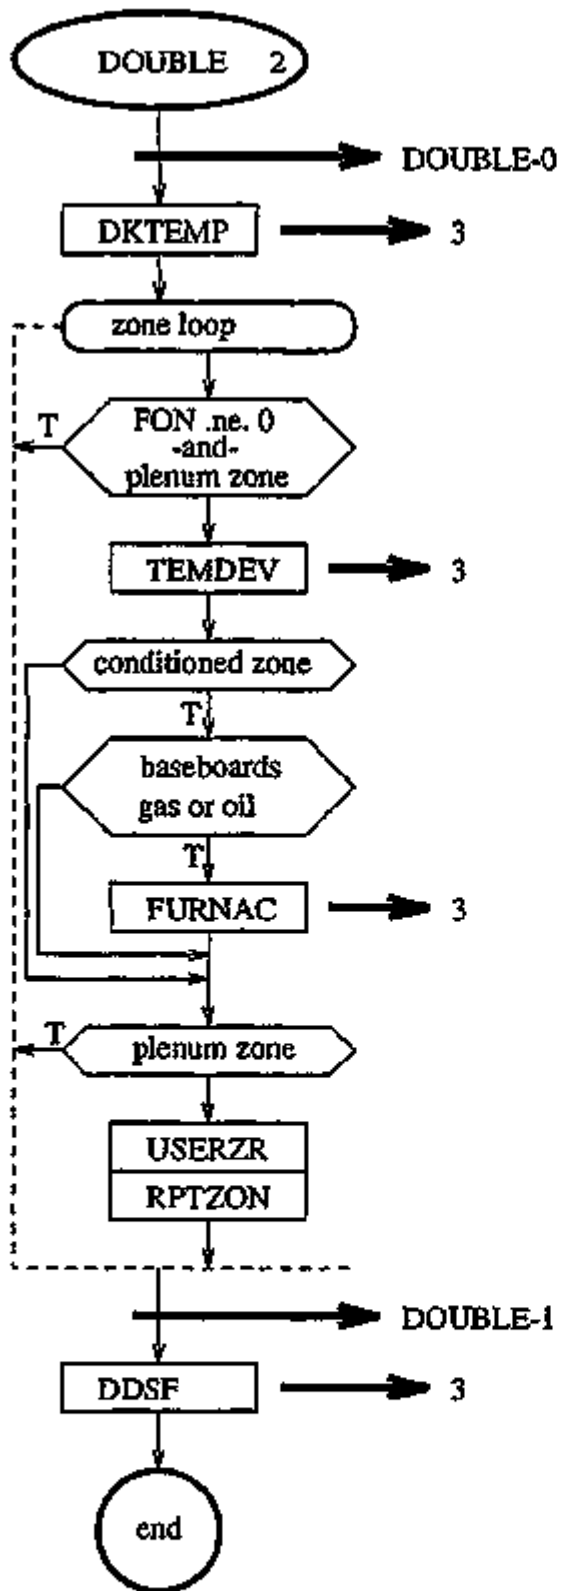 DOUBLE 2
DOUBLE-0
DKTEMP 3
zone loop
T
FON .ne. 0
-and-
plenum zone
TEMDEV 3
conditioned zone
T
baseboards
gas or oil
T
FURNAC 3
T
plenum zone
USERZR
RPTZON
DOUBLE-1
DDSF 3
end